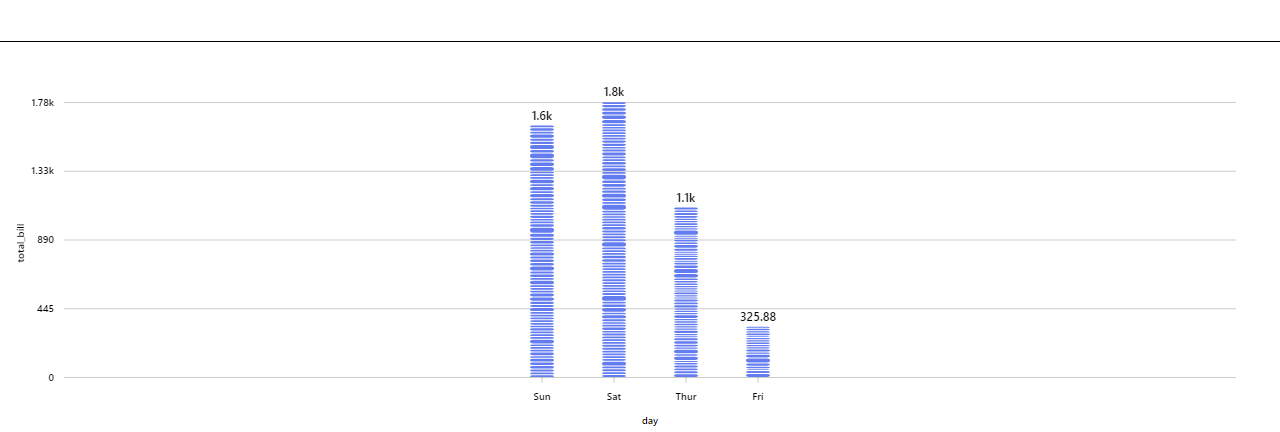 1.8k
1.78k
1.6k
1.33k
1.1k
total_bill
890
445
325.88
0
Sun Sat Thur Fri
day